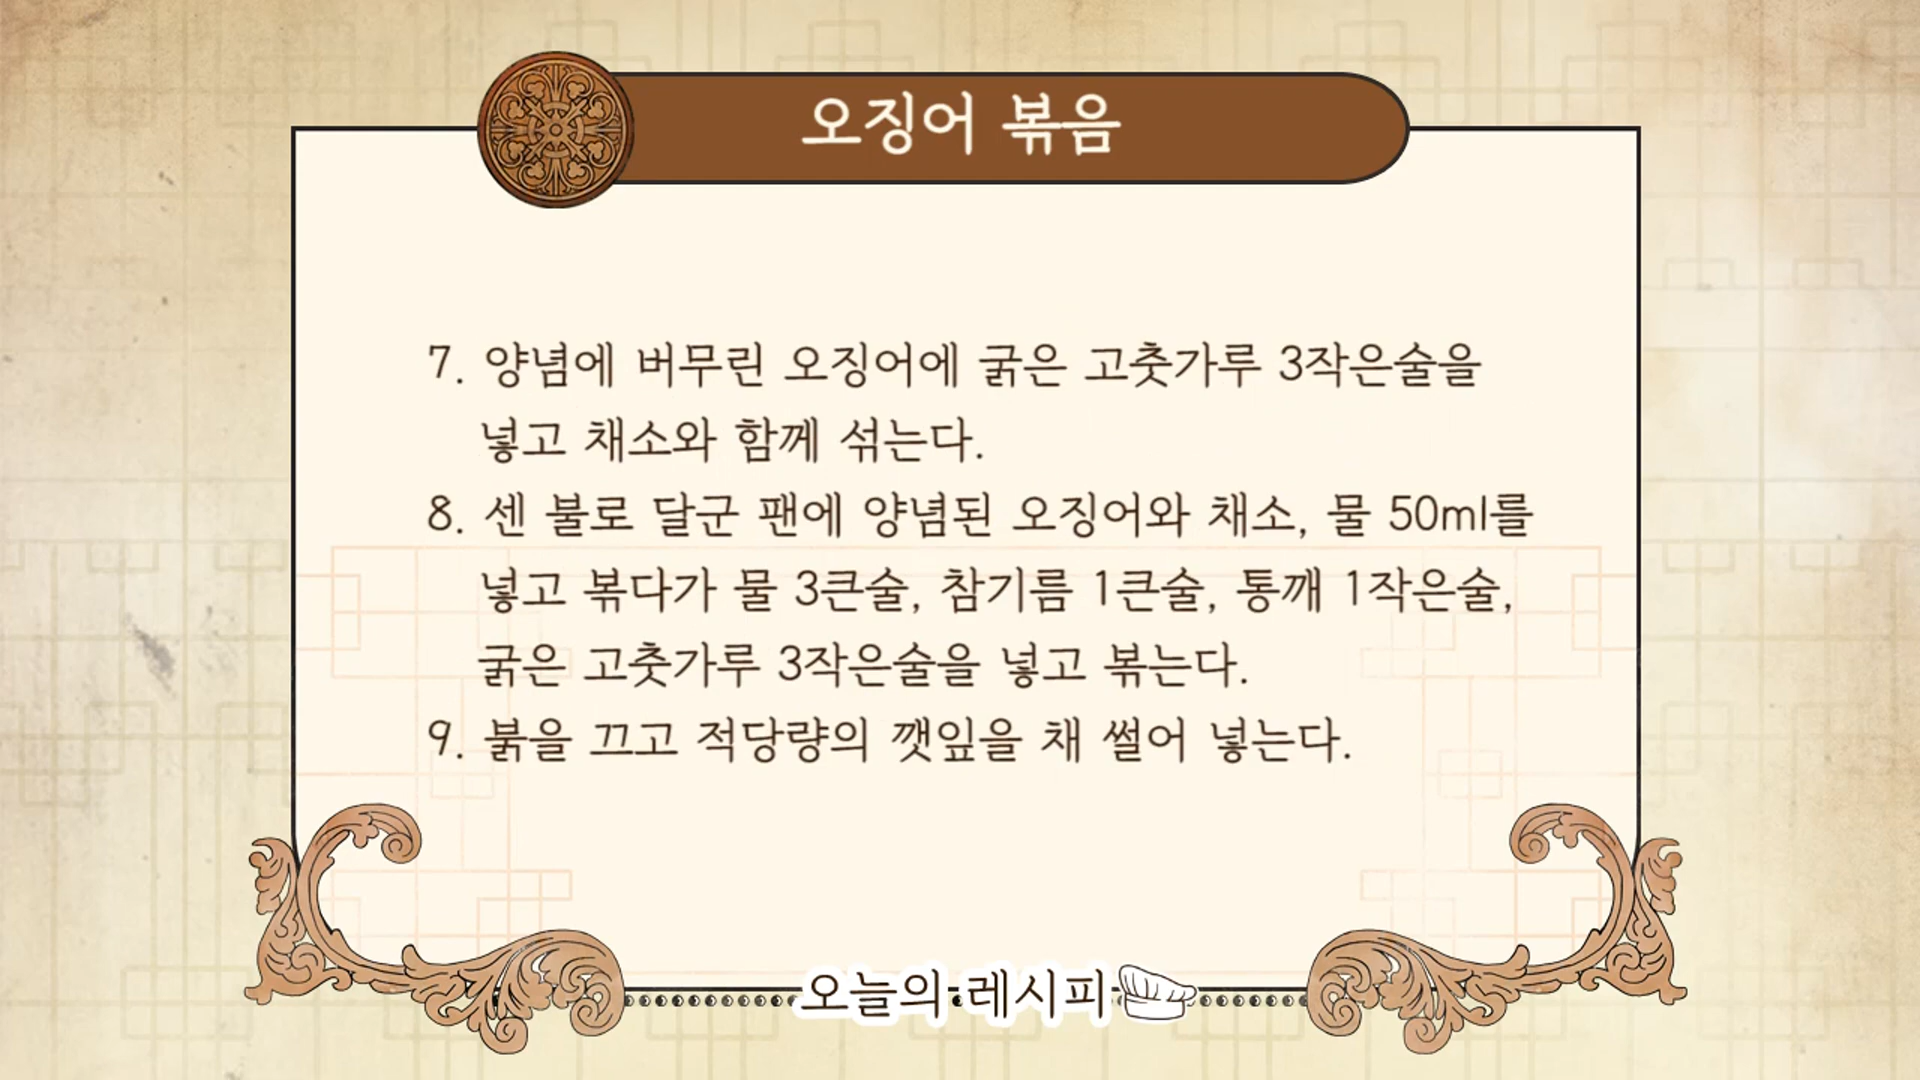 오징어 볶음
7. 양념에 버무린 오징어에 굵은 고춧가루 3작은술을
넣고 채소와 함께 섞는다.
8. 센 불로 달군 팬에 양념된 오징어와 채소, 물 50ml를
넣고 볶다가 물 3큰술, 참기름 1큰술, 통깨 1작은술,
굵은 고춧가루 3작은술을 넣고 볶는다.
9. 붉을 끄고 적당량의 깻잎을 채 썰어 넣는다.
오늘의 레시피